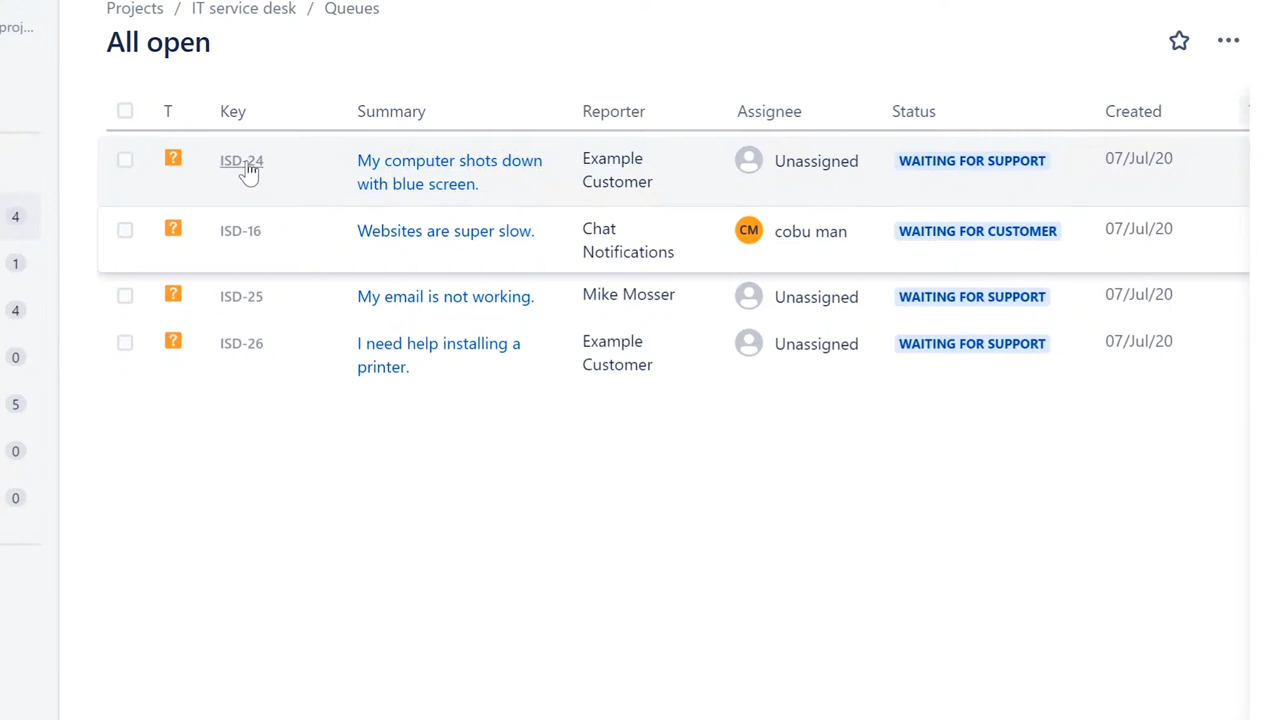 proj...
Projects / IT service desk / Queues
All open
T Key Summary Reporter Assignee Status Created
? ISD-24 My computer shots down Example Unassigned WAITING FOR SUPPORT 07/Jul/20
with blue screen. Customer
? ISD-16 Websites are super slow. Chat CM cobu man WAITING FOR CUSTOMER 07/Jul/20
Notifications
? ISD-25 My email is not working. Mike Mosser Unassigned WAITING FOR SUPPORT 07/Jul/20
? ISD-26 I need help installing a Example Unassigned WAITING FOR SUPPORT 07/Jul/20
printer. Customer
4
1
4
0
5
0
0